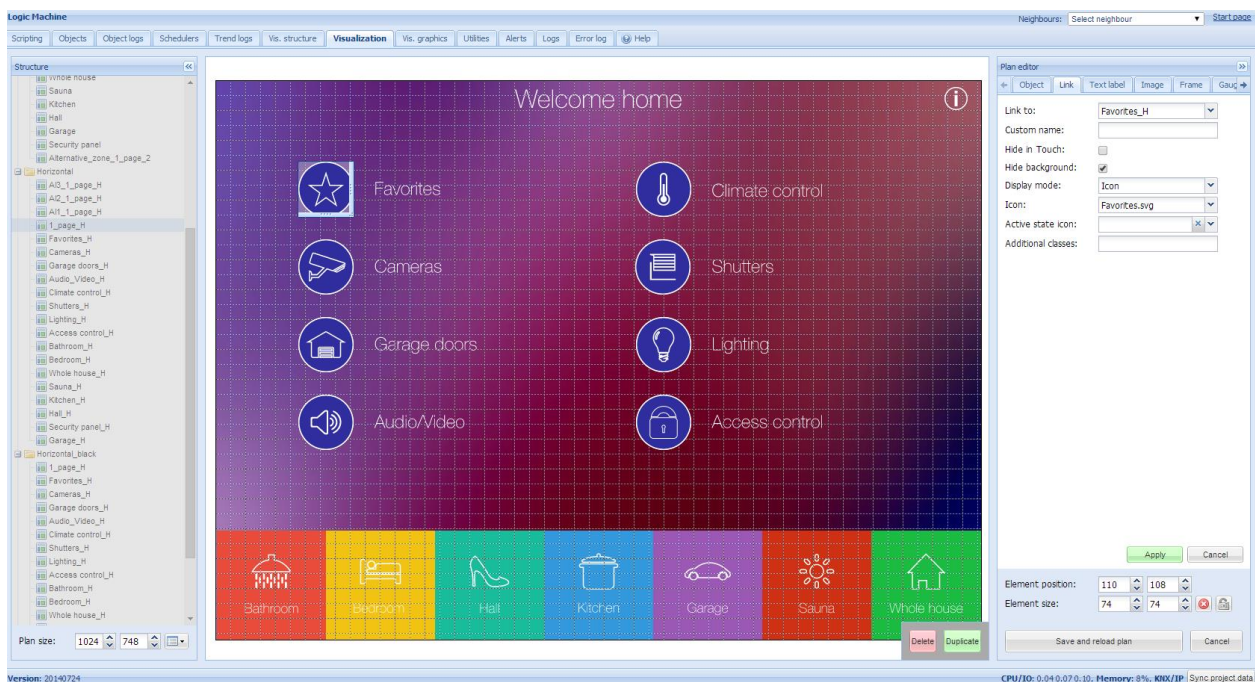 Logic Machine
Neighbours: Select neighbour
Start page
Scripting Objects Object logs Schedulers Trend logs Vis. structure Visualization Vis. graphics Utilities Alerts Logs Error log Help
Structure
Whole house
Sauna
Kitchen
Hall
Garage
Security panel
Alternative_zone_1_page_2
Horizontal
Al3_1_page_H
Al2_1_page_H
Al1_1_page_H
1_page_H
Favorites_H
Cameras_H
Garage doors_H
Audio_Video_H
Climate control_H
Shutters_H
Lighting_H
Access control_H
Bathroom_H
Bedroom_H
Whole house_H
Sauna_H
Kitchen_H
Hall_H
Security panel_H
Garage_H
Horizontal_black
1_page_H
Favorites_H
Cameras_H
Garage doors_H
Audio_Video_H
Climate control_H
Shutters_H
Lighting_H
Access control_H
Bathroom_H
Bedroom_H
Whole house_H
Plan size: 1024 748
Welcome home
Favorites
Climate control
Cameras
Shutters
Garage doors
Lighting
Audio/Video
Access control
Bathroom
Bedroom
Hall
Kitchen
Garage
Sauna
Whole house
Delete Duplicate
Plan editor
Object Link Text label Image Frame Gaug
Link to: Favorites_H
Custom name:
Hide in Touch:
Hide background:
Display mode: Icon
Icon: Favorites.svg
Active state icon:
Additional classes:
Apply Cancel
Element position: 110 108
Element size: 74 74
Save and reload plan Cancel
Version: 20140724
CPU/IO: 0.04 0.07 0.10, Memory: 8%, KNX/IP Sync project data